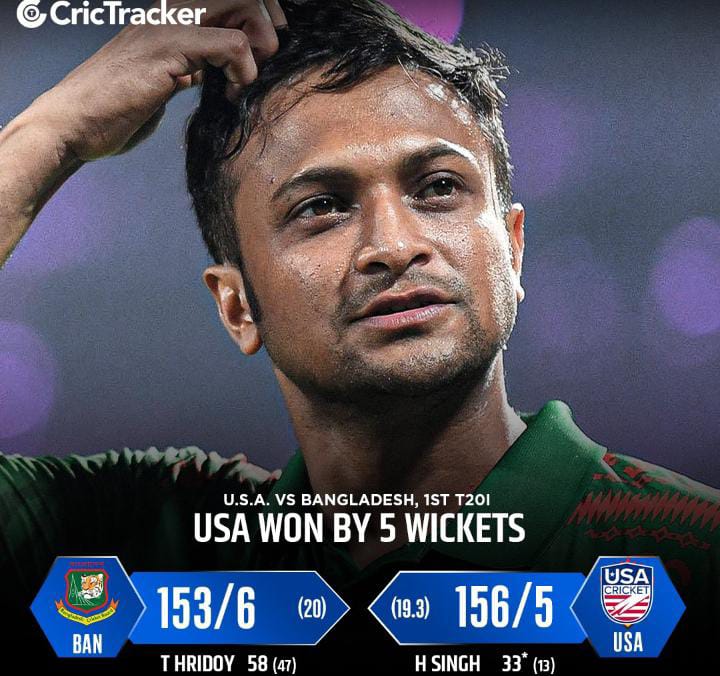 CricTracker
U.S.A. VS BANGLADESH, 1ST T20I
USA WON BY 5 WICKETS
153/6 (20)
(19.3) 156/5
USA
CRICKET
BAN
USA
T HRIDOY 58 (47)
H SINGH 33* (13)